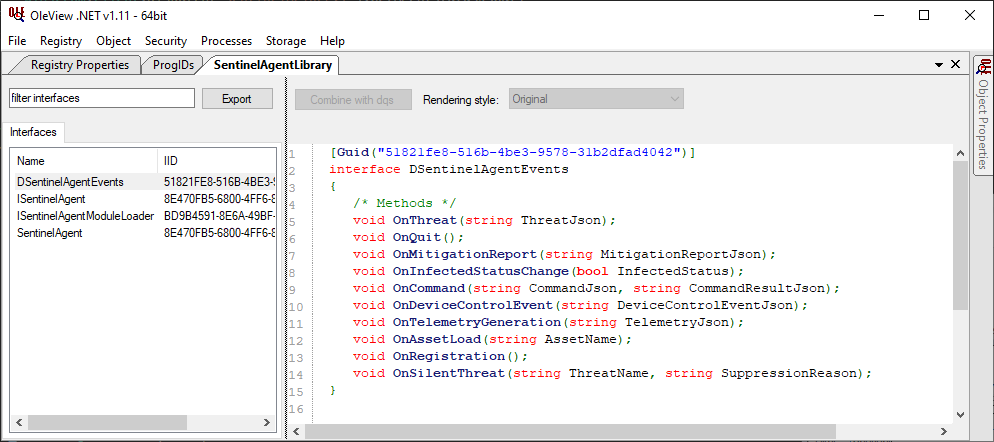 OleView .NET v1.11 - 64bit
File Registry Object Security Processes Storage Help
Registry Properties ProgIDs SentinelAgentLibrary
filter interfaces Export
Combine with dqs Rendering style: Original
Interfaces
Name IID
DSentinelAgentEvents 51821FE8-516B-4BE3-9
ISentinelAgent 8E470FB5-6800-4FF6-8
ISentinelAgentModuleLoader BD9B4591-8E6A-49BF-
SentinelAgent 8E470FB5-6800-4FF6-8
1 [Guid("51821fe8-516b-4be3-9578-31b2dfad4042")]
2 interface DSentinelAgentEvents
3 {
4 /* Methods */
5 void OnThreat(string ThreatJson);
6 void OnQuit();
7 void OnMitigationReport(string MitigationReportJson);
8 void OnInfectedStatusChange(bool InfectedStatus);
9 void OnCommand(string CommandJson, string CommandResultJson);
10 void OnDeviceControlEvent(string DeviceControlEventJson);
11 void OnTelemetryGeneration(string TelemetryJson);
12 void OnAssetLoad(string AssetName);
13 void OnRegistration();
14 void OnSilentThreat(string ThreatName, string SuppressionReason);
15 }
16
Object Properties